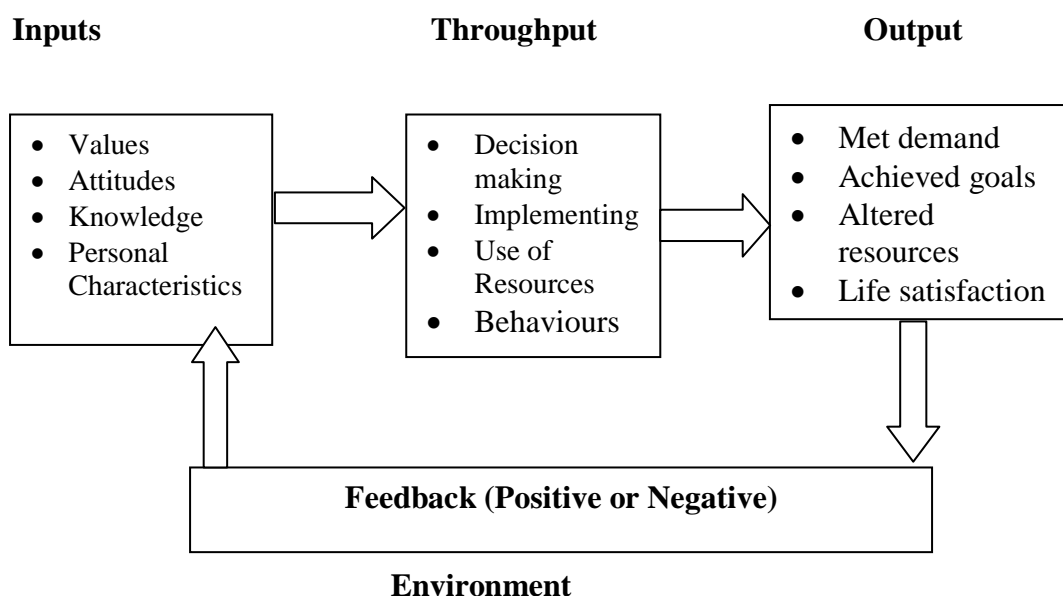 Inputs
Throughput
Output
• Values
• Attitudes
• Knowledge
• Personal
Characteristics
• Decision
making
• Implementing
• Use of
Resources
• Behaviours
• Met demand
• Achieved goals
• Altered
resources
• Life satisfaction
Feedback (Positive or Negative)
Environment